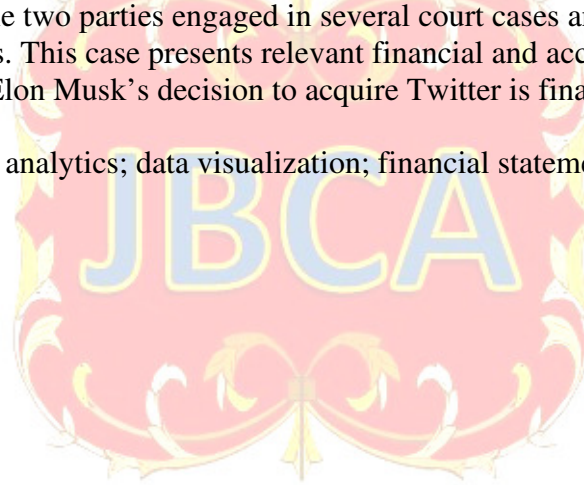 e two parties engaged in several court cases a
s. This case presents relevant financial and acc
Elon Musk’s decision to acquire Twitter is fina
analytics; data visualization; financial stateme
JBCA